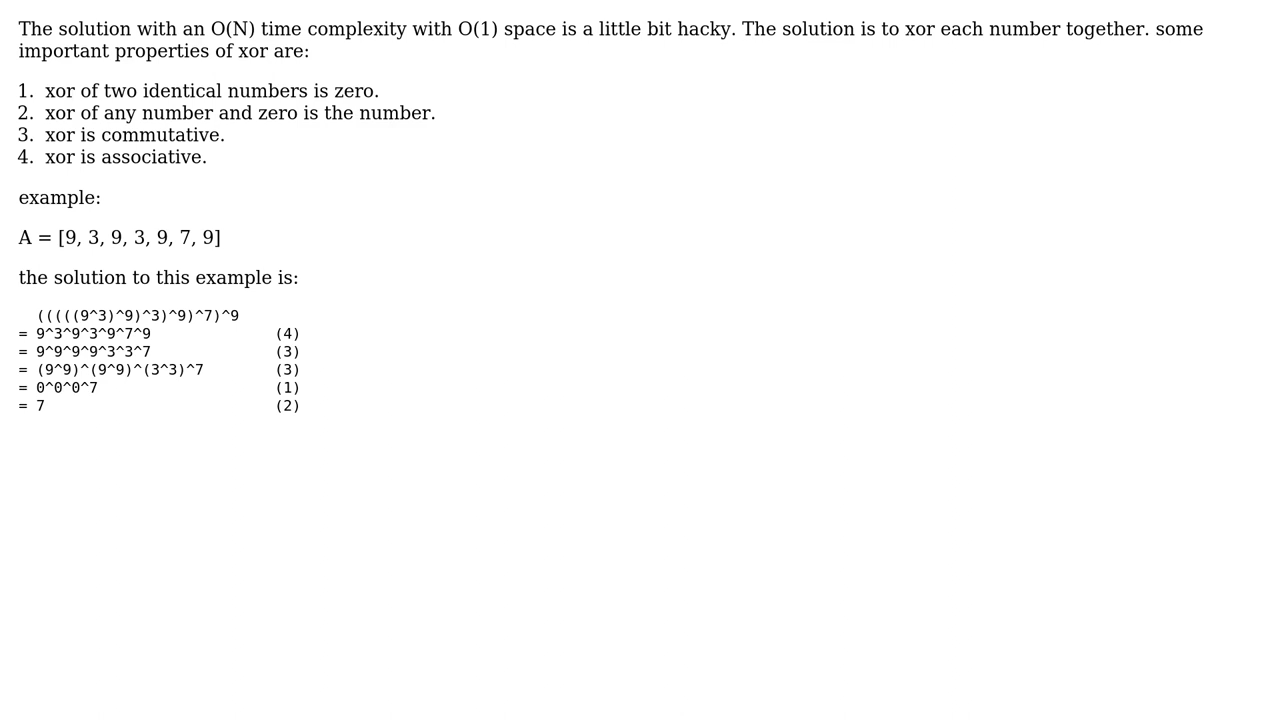 The solution with an O(N) time complexity with O(1) space is a little bit hacky. The solution is to xor each number together. some
important properties of xor are:
1. xor of two identical numbers is zero.
2. xor of any number and zero is the number.
3. xor is commutative.
4. xor is associative.
example:
A = [9, 3, 9, 3, 9, 7, 9]
the solution to this example is:
  (((((9^3)^9)^3)^9)^7)^9
= 9^3^9^3^9^7^9              (4)
= 9^9^9^9^3^3^7              (3)
= (9^9)^(9^9)^(3^3)^7        (3)
= 0^0^0^7                    (1)
= 7                          (2)